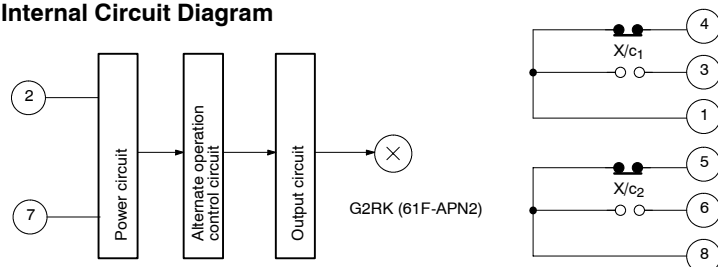 Internal Circuit Diagram
2
7
Power circuit
Alternate operation
control circuit
Output circuit
G2RK (61F-APN2)
4
X/c1
3
1
5
X/c2
6
8